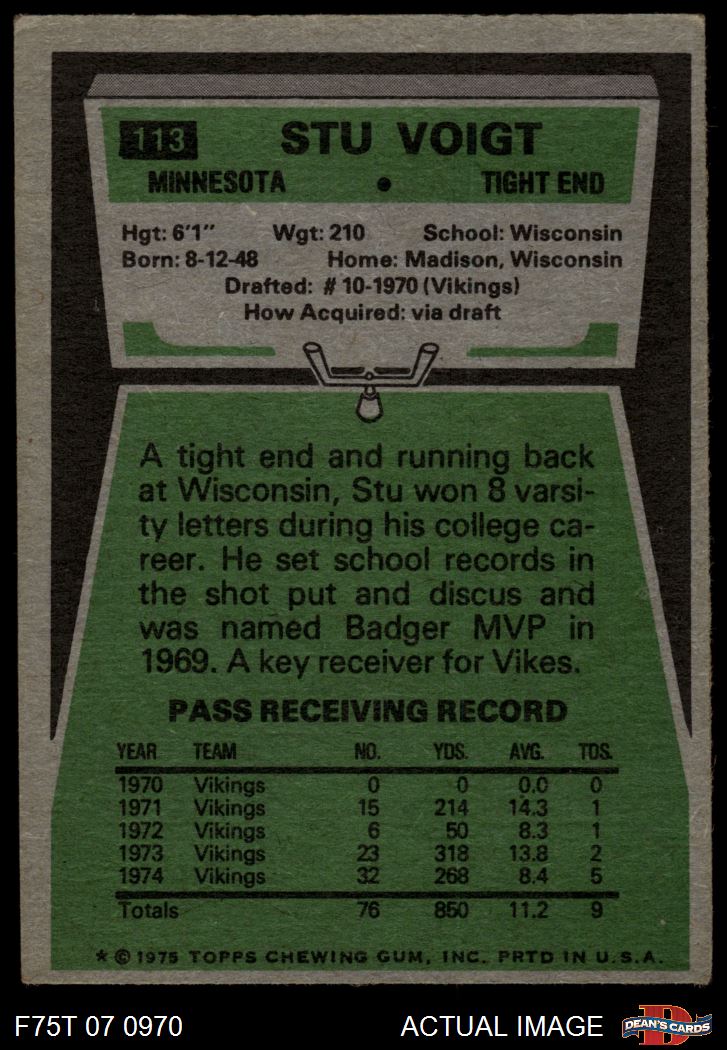 113 STU VOIGT
MINNESOTA • TIGHT END
Hgt: 6'1" Wgt: 210 School: Wisconsin
Born: 8-12-48 Home: Madison, Wisconsin
Drafted: #10-1970 (Vikings)
How Acquired: via draft
A tight end and running back
at Wisconsin, Stu won 8 varsi-
ty letters during his college ca-
reer. He set school records in
the shot put and discus and
was named Badger MVP in
1969. A key receiver for Vikes.
PASS RECEIVING RECORD
YEAR TEAM NO. YDS. AVG. TDS.
1970 Vikings 0 0 0.0 0
1971 Vikings 15 214 14.3 1
1972 Vikings 6 50 8.3 1
1973 Vikings 23 318 13.8 2
1974 Vikings 32 268 8.4 5
Totals 76 850 11.2 9
* © 1975 TOPPS CHEWING GUM, INC. PRTD IN U.S.A.
F75T 07 0970 ACTUAL IMAGE D DEAN'S CARDS